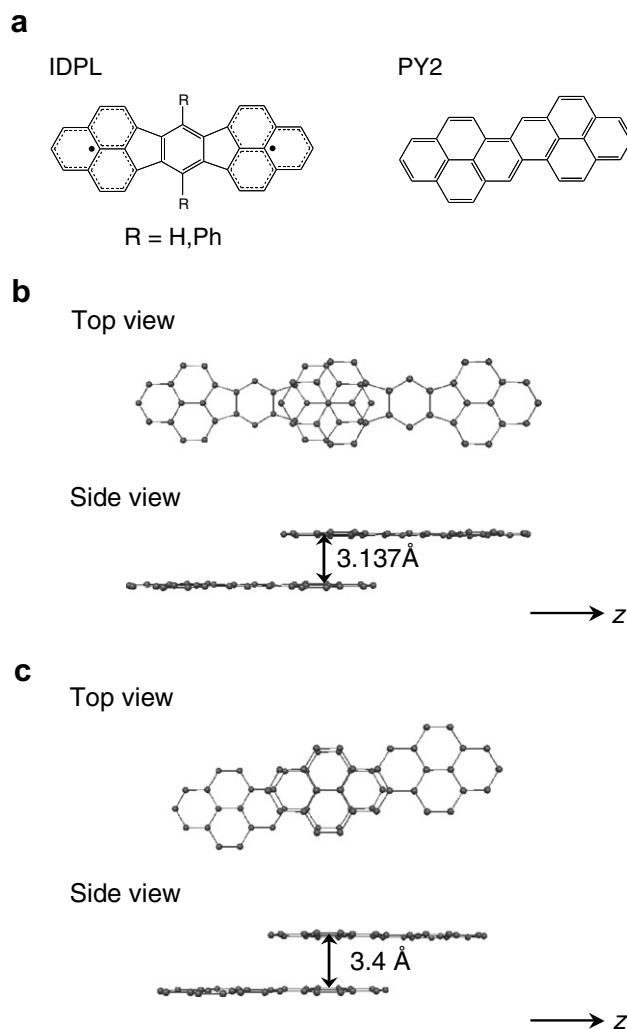 a
IDPL
PY2
R
R
R = H,Ph
b
Top view
Side view
3.137Å
z
c
Top view
Side view
3.4 Å
z